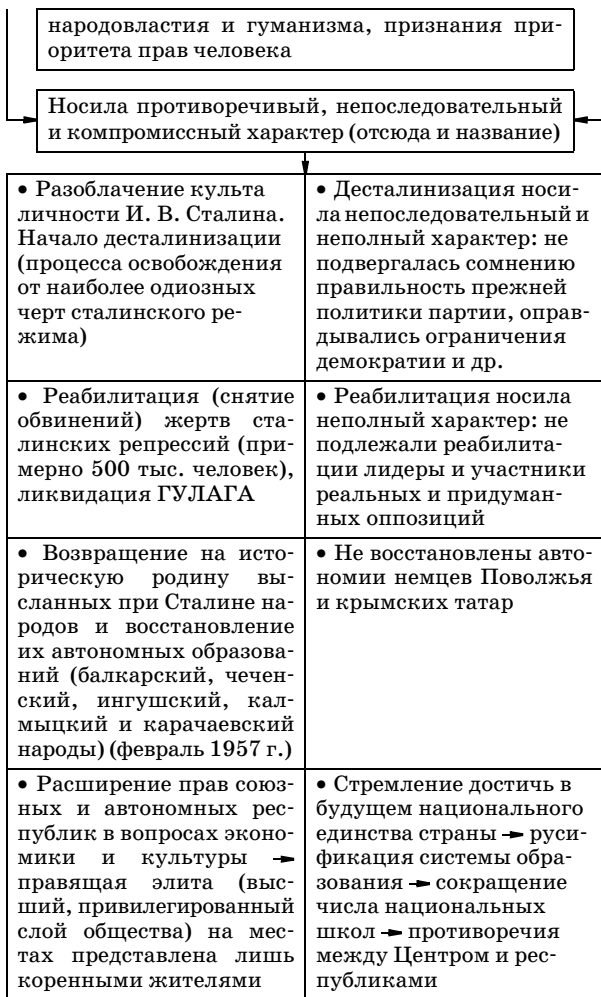 народовластия и гуманизма, признания при-
оритета прав человека
Носила противоречивый, непоследовательный
и компромиссный характер (отсюда и название)
• Разоблачение культа
личности И. В. Сталина.
Начало десталинизации
(процесса освобождения
от наиболее одиозных
черт сталинского ре-
жима)
• Десталинизация носи-
ла непоследовательный и
неполный характер: не
подвергалась сомнению
правильность прежней
политики партии, оправ-
дывались ограничения
демократии и др.
• Реабилитация (снятие
обвинений) жертв ста-
линских репрессий (при-
мерно 500 тыс. человек),
ликвидация ГУЛАГА
• Реабилитация носила
неполный характер: не
подлежали реабилита-
ции лидеры и участники
реальных и придуман-
ных оппозиций
• Возвращение на исто-
рическую родину вы-
сланных при Сталине на-
родов и восстановление
их автономных образова-
ний (балкарский, чечен-
ский, ингушский, кал-
мыцкий и карачаевский
народы) (февраль 1957 г.)
• Не восстановлены авто-
номии немцев Поволжья
и крымских татар
• Расширение прав союз-
ных и автономных рес-
публик в вопросах эконо-
мики и культуры →
правящая элита (выс-
ший, привилегированный
слой общества) на мес-
тах представлена лишь
коренными жителями
• Стремление достичь в
будущем национального
единства страны → руси-
фикация системы обра-
зования → сокращение
числа национальных
школ → противоречия
между Центром и рес-
публиками